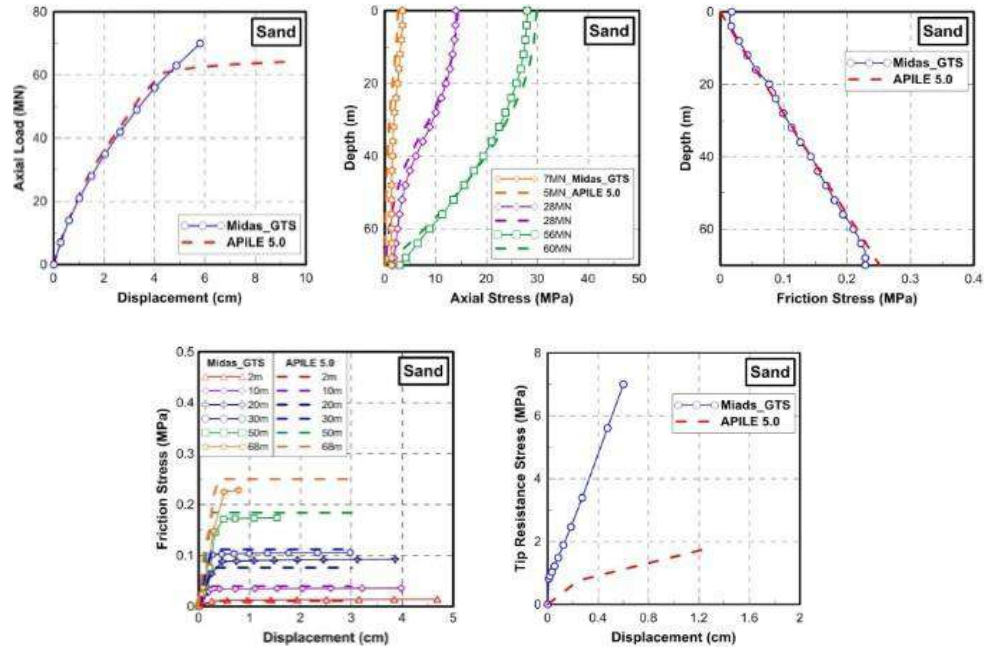 Sand
Axial Load (MN)
80
60
40
20
0
Midas_GTS
APILE 5.0
0 2 4 6 8 10
Displacement (cm)
Sand
Depth (m)
0
20
40
60
7MN_Midas_GTS
5MN_APILE 5.0
28MN
28MN
56MN
60MN
0 10 20 30 40 50
Axial Stress (MPa)
Sand
Depth (m)
0
20
40
60
Midas_GTS
APILE 5.0
0 0.1 0.2 0.3 0.4
Friction Stress (MPa)
Sand
Friction Stress (MPa)
0.5
0.4
0.3
0.2
0.1
0
Midas_GTS APILE 5.0
2m 2m
10m 10m
20m 20m
30m 30m
50m 50m
68m 68m
0 1 2 3 4 5
Displacement (cm)
Sand
Tip Resistance Stress (MPa)
8
6
4
2
0
Miads_GTS
APILE 5.0
0 0.4 0.8 1.2 1.6 2
Displacement (cm)